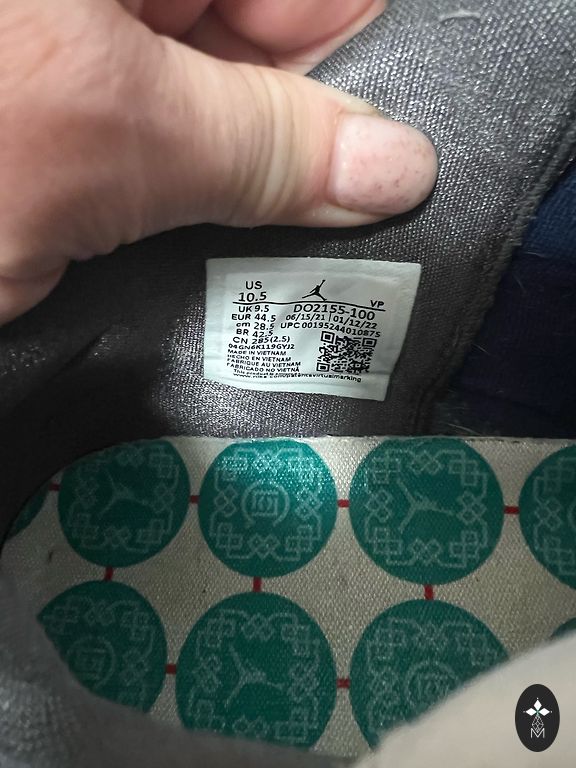 US
10.5 VP
UK 9.5 DO2155-100
EUR 44.5 06/15/21 01/12/22
cm 28.5 UPC 00195244010875
BR 42.5
CN 285(2.5)
04GN6K119GYJ2
MADE IN VIETNAM
HECHO EN VIETNAM
FABRIQUE AU VIETNAM
FABRICADO NO VIETNÃ
M